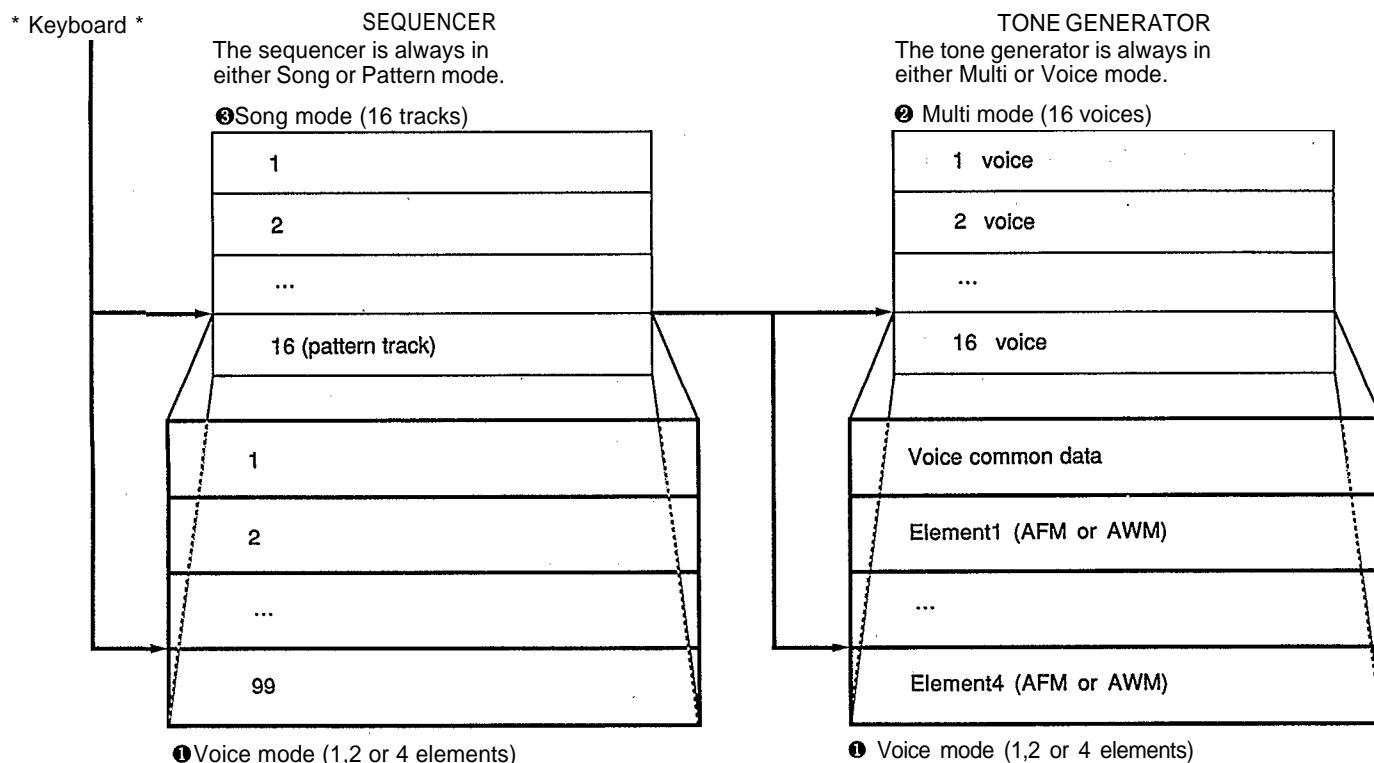 * Keyboard *
SEQUENCER
The sequencer is always in
either Song or Pattern mode.
❸Song mode (16 tracks)
1
2
...
16 (pattern track)
1
2
...
99
❶Voice mode (1,2 or 4 elements)
TONE GENERATOR
The tone generator is always in
either Multi or Voice mode.
❷ Multi mode (16 voices)
1 voice
2 voice
...
16 voice
Voice common data
Element1 (AFM or AWM)
...
Element4 (AFM or AWM)
❶ Voice mode (1,2 or 4 elements)